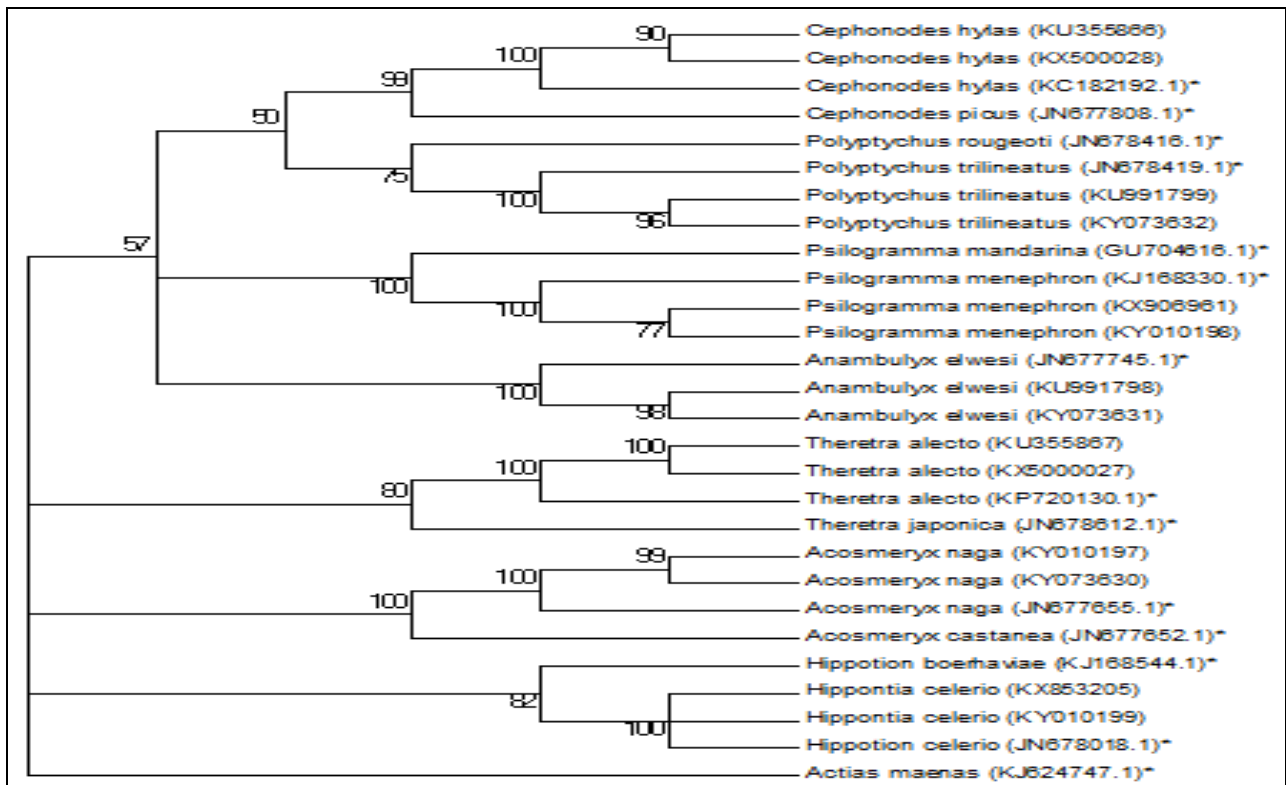 90
Cephonodes hylas (KU355866)
100
Cephonodes hylas (KX500028)
98
Cephonodes hylas (KC182192.1)*
50
Cephonodes picus (JN677808.1)*
Polyptychus rougeoti (JN678416.1)*
75
Polyptychus trilineatus (JN678419.1)*
100
Polyptychus trilineatus (KU991799)
96
Polyptychus trilineatus (KY073632)
57
Psilogramma mandarina (GU704616.1)*
100
Psilogramma menephron (KJ168330.1)*
100
Psilogramma menephron (KX906961)
77
Psilogramma menephron (KY010198)
Anambulyx elwesi (JN677745.1)*
100
Anambulyx elwesi (KU991798)
98
Anambulyx elwesi (KY073631)
100
Theretra alecto (KU355867)
100
Theretra alecto (KX5000027)
80
Theretra alecto (KP720130.1)*
Theretra japonica (JN678612.1)*
99
Acosmeryx naga (KY010197)
100
Acosmeryx naga (KY073630)
100
Acosmeryx naga (JN677655.1)*
Acosmeryx castanea (JN677652.1)*
Hippotion boerhaviae (KJ168544.1)*
82
Hippontia celerio (KX853205)
Hippontia celerio (KY010199)
100
Hippotion celerio (JN678018.1)*
Actias maenas (KJ624747.1)*